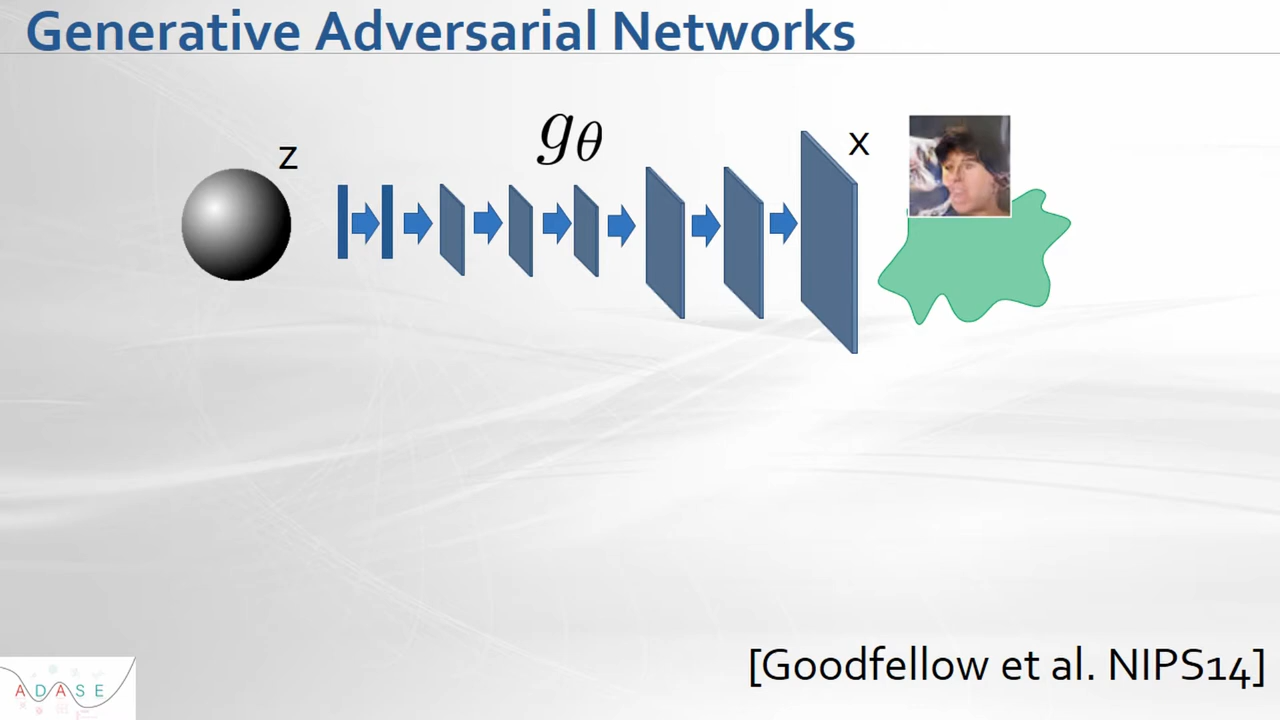 Generative Adversarial Networks
z
gθ
x
[Goodfellow et al. NIPS14]
ADASE